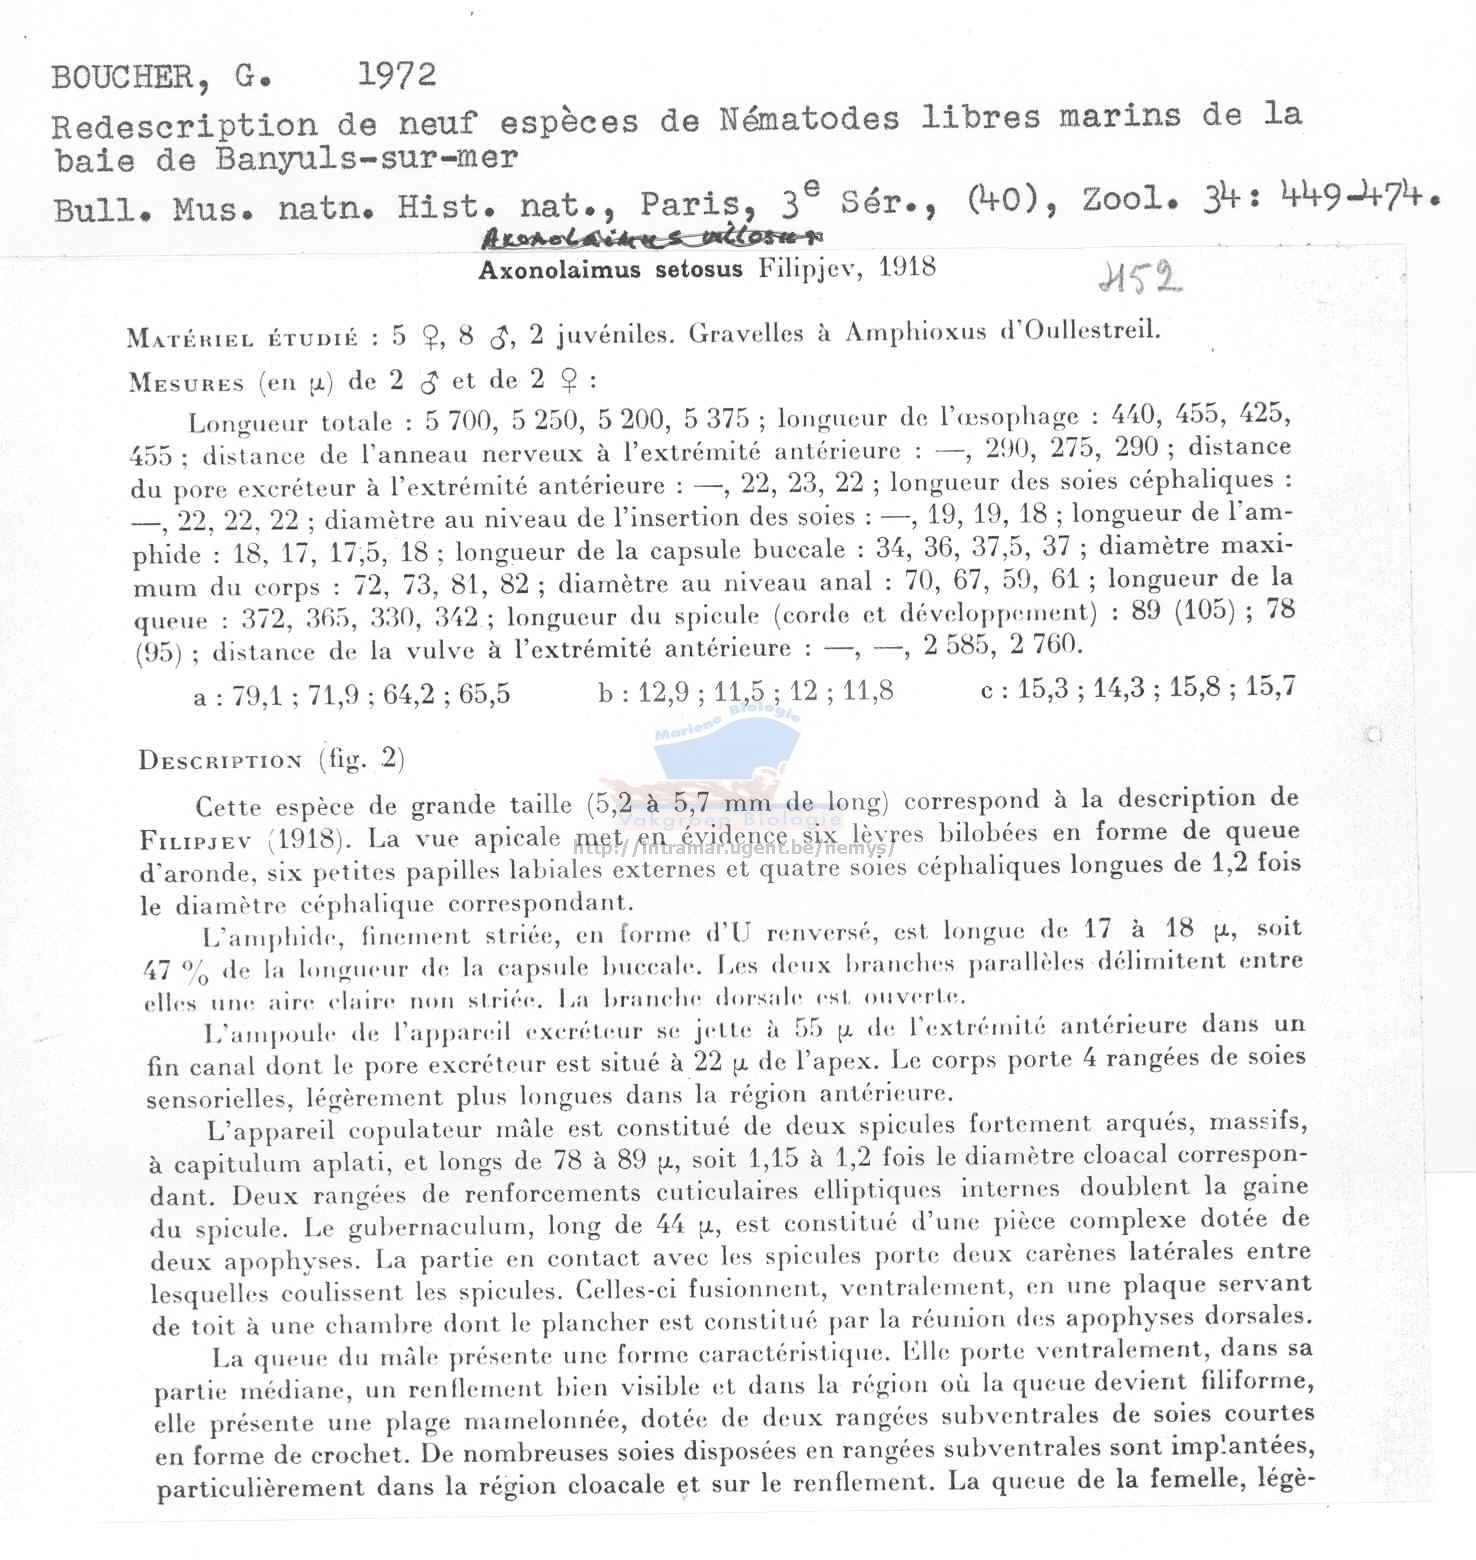 BOUCHER, G. 1972
Redescription de neuf espèces de Nématodes libres marins de la
baie de Banyuls-sur-mer
Bull. Mus. natn. Hist. nat., Paris, 3e Sér., (40), Zool. 34: 449-474.
Axonolaimus setosus Filipjev, 1918
452
MATÉRIEL ÉTUDIÉ : 5 ♀, 8 ♂, 2 juvéniles. Gravelles à Amphioxus d'Oullestreil.
MESURES (en μ) de 2 ♂ et de 2 ♀ :
Longueur totale : 5 700, 5 250, 5 200, 5 375 ; longueur de l'œsophage : 440, 455, 425,
455 ; distance de l'anneau nerveux à l'extrémité antérieure : —, 290, 275, 290 ; distance
du pore excréteur à l'extrémité antérieure : —, 22, 23, 22 ; longueur des soies céphaliques :
—, 22, 22, 22 ; diamètre au niveau de l'insertion des soies : —, 19, 19, 18 ; longueur de l'am-
phide : 18, 17, 17,5, 18 ; longueur de la capsule buccale : 34, 36, 37,5, 37 ; diamètre maxi-
mum du corps : 72, 73, 81, 82 ; diamètre au niveau anal : 70, 67, 59, 61 ; longueur de la
queue : 372, 365, 330, 342 ; longueur du spicule (corde et développement) : 89 (105) ; 78
(95) ; distance de la vulve à l'extrémité antérieure : —, —, 2 585, 2 760.
a : 79,1 ; 71,9 ; 64,2 ; 65,5 b : 12,9 ; 11,5 ; 12 ; 11,8 c : 15,3 ; 14,3 ; 15,8 ; 15,7
Mariene Biologie
DESCRIPTION (fig. 2)
Cette espèce de grande taille (5,2 à 5,7 mm de long) correspond à la description de
Vakgroep Biologie
FILIPJEV (1918). La vue apicale met en évidence six lèvres bilobées en forme de queue
http://intramar.ugent.be/nemys/
d'aronde, six petites papilles labiales externes et quatre soies céphaliques longues de 1,2 fois
le diamètre céphalique correspondant.
L'amphide, finement striée, en forme d'U renversé, est longue de 17 à 18 μ, soit
47 % de la longueur de la capsule buccale. Les deux branches parallèles délimitent entre
elles une aire claire non striée. La branche dorsale est ouverte.
L'ampoule de l'appareil excréteur se jette à 55 μ de l'extrémité antérieure dans un
fin canal dont le pore excréteur est situé à 22 μ de l'apex. Le corps porte 4 rangées de soies
sensorielles, légèrement plus longues dans la région antérieure.
L'appareil copulateur mâle est constitué de deux spicules fortement arqués, massifs,
à capitulum aplati, et longs de 78 à 89 μ, soit 1,15 à 1,2 fois le diamètre cloacal correspon-
dant. Deux rangées de renforcements cuticulaires elliptiques internes doublent la gaine
du spicule. Le gubernaculum, long de 44 μ, est constitué d'une pièce complexe dotée de
deux apophyses. La partie en contact avec les spicules porte deux carènes latérales entre
lesquelles coulissent les spicules. Celles-ci fusionnent, ventralement, en une plaque servant
de toit à une chambre dont le plancher est constitué par la réunion des apophyses dorsales.
La queue du mâle présente une forme caractéristique. Elle porte ventralement, dans sa
partie médiane, un renflement bien visible et dans la région où la queue devient filiforme,
elle présente une plage mamelonnée, dotée de deux rangées subventrales de soies courtes
en forme de crochet. De nombreuses soies disposées en rangées subventrales sont implantées,
particulièrement dans la région cloacale et sur le renflement. La queue de la femelle, légè-